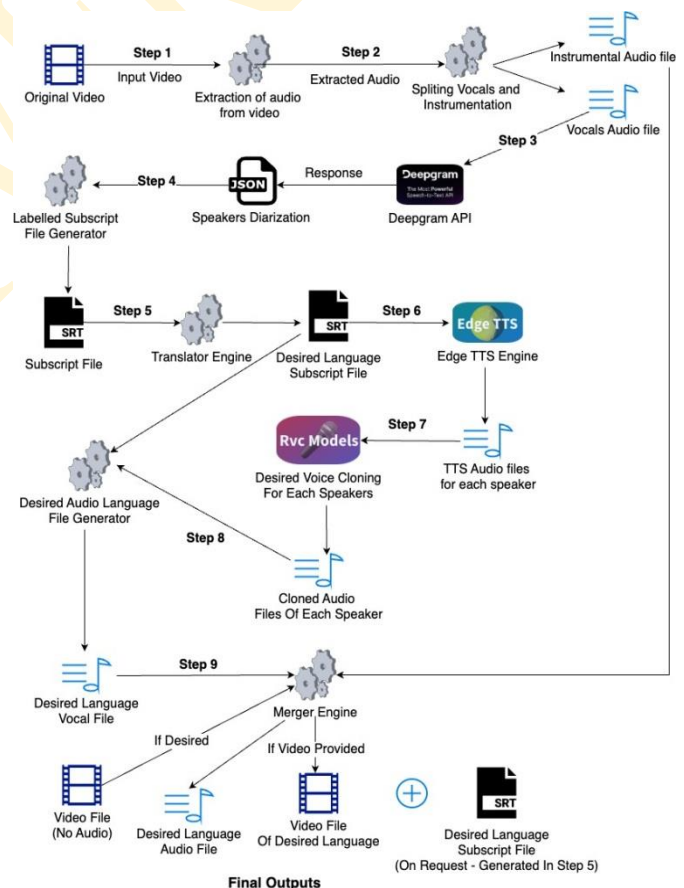 Step 1
Input Video
Original Video
Extraction of audio
from video
Step 2
Extracted Audio
Spliting Vocals and
Instrumentation
Instrumental Audio file
Vocals Audio file
Step 3
Deepgram
The Most Powerful
Speech-to-Text API
Deepgram API
Response
JSON
Speakers Diarization
Step 4
Labelled Subscript
File Generator
SRT
Subscript File
Step 5
Translator Engine
SRT
Desired Language
Subscript File
Step 6
Edge TTS
Edge TTS Engine
TTS Audio files
for each speaker
Step 7
Rvc Models
Desired Voice Cloning
For Each Speakers
Cloned Audio
Files Of Each Speaker
Step 8
Desired Audio Language
File Generator
Desired Language
Vocal File
Step 9
Merger Engine
If Desired
If Video Provided
Video File
(No Audio)
Desired Language
Audio File
Video File
Of Desired Language
SRT
Desired Language
Subscript File
(On Request - Generated In Step 5)
Final Outputs